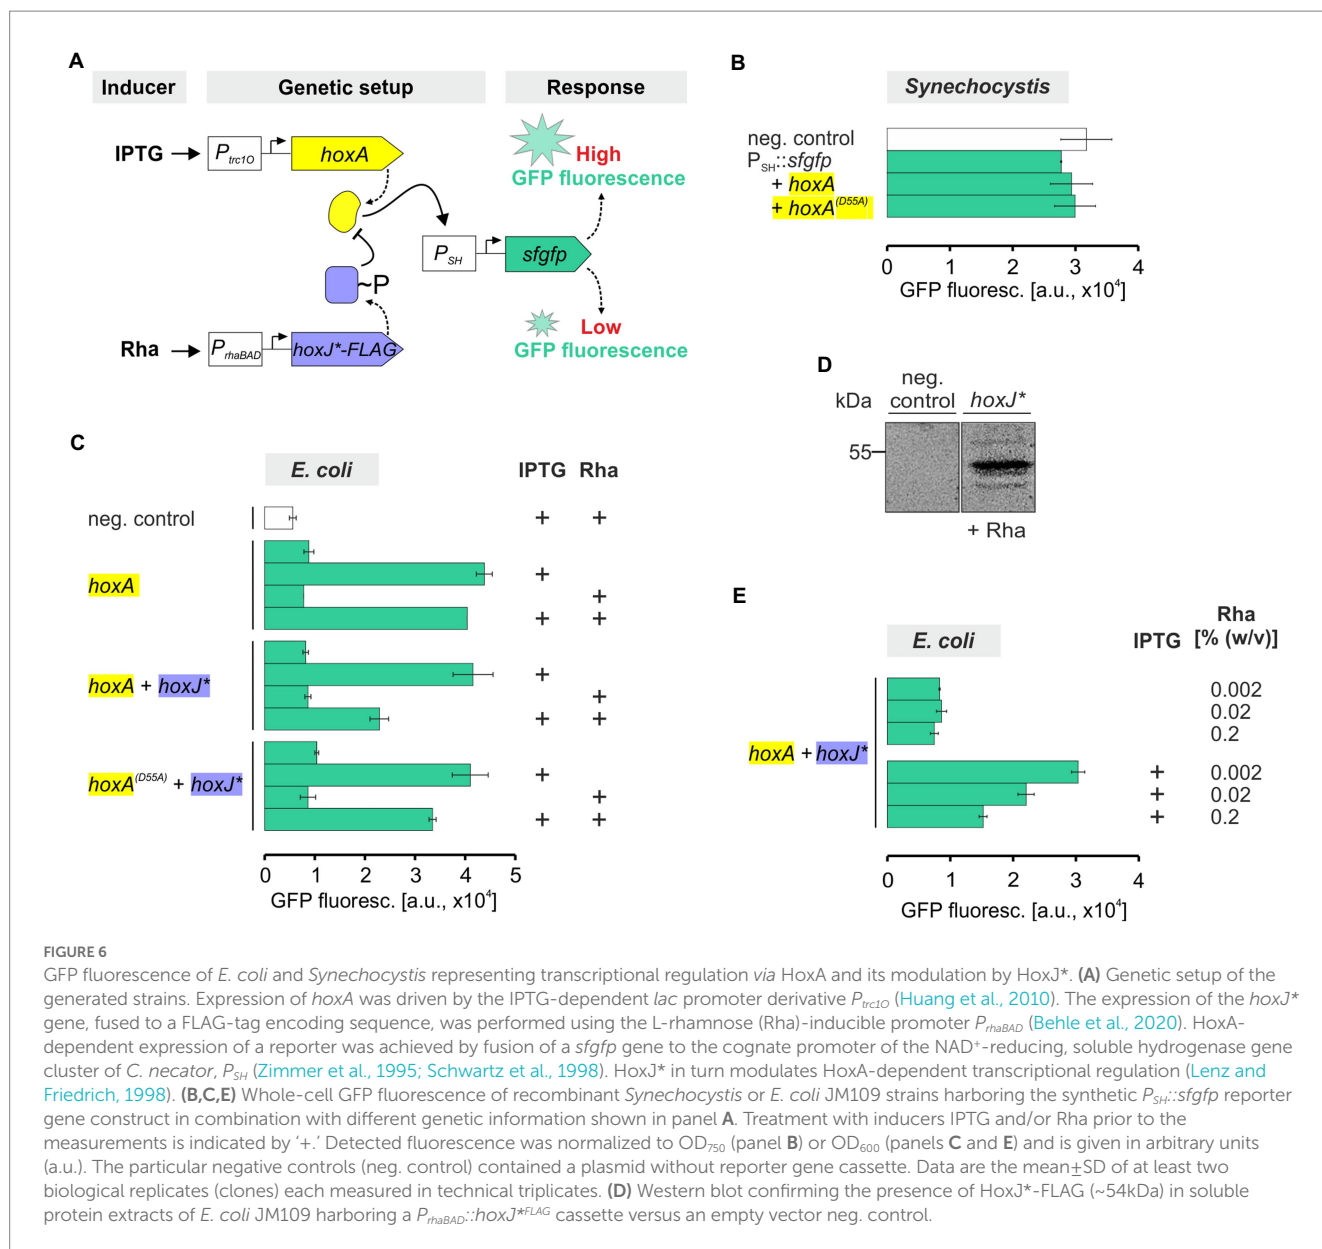 A
Inducer
Genetic setup
Response
IPTG
Ptrc1O
hoxA
High
GFP fluorescence
PSH
sfgfp
~P
Low
GFP fluorescence
Rha
PrhaBAD
hoxJ*-FLAG
B
Synechocystis
neg. control
PSH::sfgfp
+ hoxA
+ hoxA(D55A)
0 1 2 3 4
GFP fluoresc. [a.u., x10⁴]
C
E. coli
IPTG Rha
neg. control + +
hoxA
+
+
+ +
hoxA + hoxJ*
+
+
+ +
hoxA(D55A) + hoxJ*
+
+
+ +
0 1 2 3 4 5
GFP fluoresc. [a.u., x10⁴]
D
neg.
control
hoxJ*
kDa
55
+ Rha
E
E. coli
IPTG
Rha
[% (w/v)]
0.002
0.02
0.2
hoxA + hoxJ*
+ 0.002
+ 0.02
+ 0.2
0 1 2 3 4
GFP fluoresc. [a.u., x10⁴]
FIGURE 6
GFP fluorescence of E. coli and Synechocystis representing transcriptional regulation via HoxA and its modulation by HoxJ*. (A) Genetic setup of the
generated strains. Expression of hoxA was driven by the IPTG-dependent lac promoter derivative Ptrc1O (Huang et al., 2010). The expression of the hoxJ*
gene, fused to a FLAG-tag encoding sequence, was performed using the L-rhamnose (Rha)-inducible promoter PrhaBAD (Behle et al., 2020). HoxA-
dependent expression of a reporter was achieved by fusion of a sfgfp gene to the cognate promoter of the NAD⁺-reducing, soluble hydrogenase gene
cluster of C. necator, PSH (Zimmer et al., 1995; Schwartz et al., 1998). HoxJ* in turn modulates HoxA-dependent transcriptional regulation (Lenz and
Friedrich, 1998). (B,C,E) Whole-cell GFP fluorescence of recombinant Synechocystis or E. coli JM109 strains harboring the synthetic PSH::sfgfp reporter
gene construct in combination with different genetic information shown in panel A. Treatment with inducers IPTG and/or Rha prior to the
measurements is indicated by ‘+.’ Detected fluorescence was normalized to OD750 (panel B) or OD600 (panels C and E) and is given in arbitrary units
(a.u.). The particular negative controls (neg. control) contained a plasmid without reporter gene cassette. Data are the mean±SD of at least two
biological replicates (clones) each measured in technical triplicates. (D) Western blot confirming the presence of HoxJ*-FLAG (~54kDa) in soluble
protein extracts of E. coli JM109 harboring a PrhaBAD::hoxJ*FLAG cassette versus an empty vector neg. control.